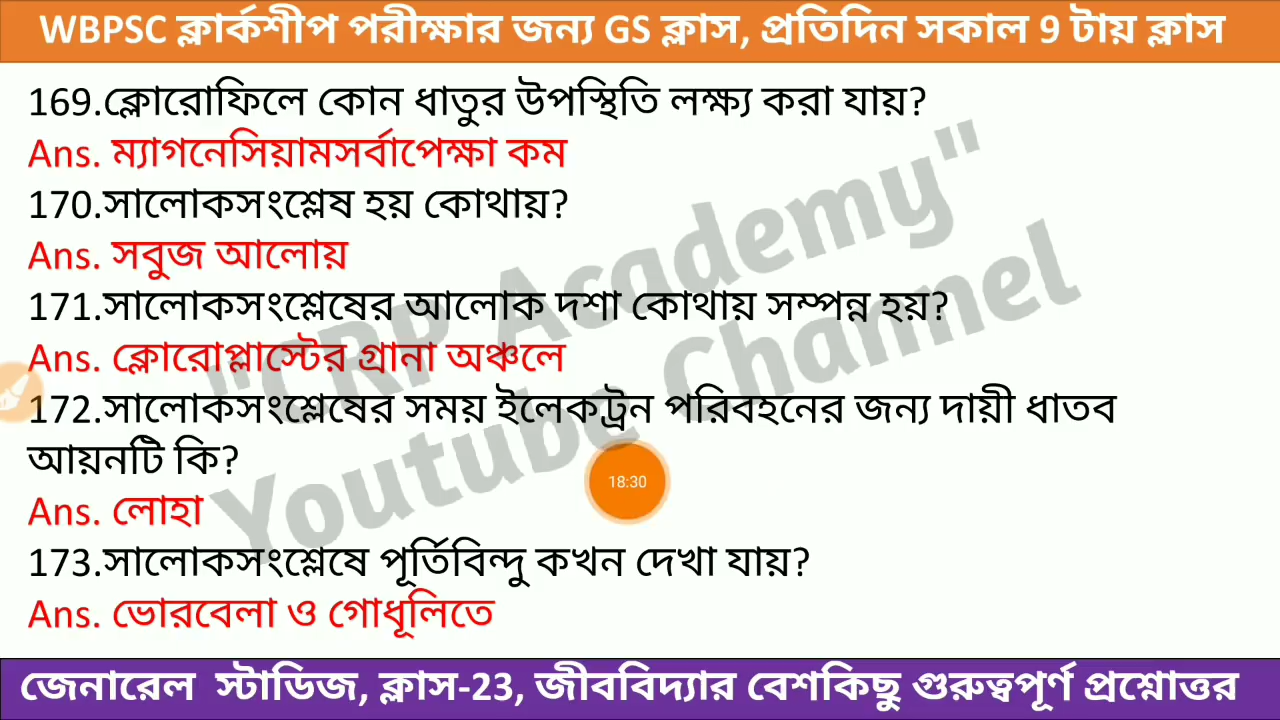 WBPSC ক্লার্কশীপ পরীক্ষার জন্য GS ক্লাস, প্রতিদিন সকাল 9 টায় ক্লাস
169.ক্লোরোফিলে কোন ধাতুর উপস্থিতি লক্ষ্য করা যায়?
Ans. ম্যাগনেসিয়ামসর্বাপেক্ষা কম
170.সালোকসংশ্লেষ হয় কোথায়?
Ans. সবুজ আলোয়
171.সালোকসংশ্লেষের আলোক দশা কোথায় সম্পন্ন হয়?
Ans. ক্লোরোপ্লাস্টের গ্রানা অঞ্চলে
172.সালোকসংশ্লেষের সময় ইলেকট্রন পরিবহনের জন্য দায়ী ধাতব
আয়নটি কি?
Ans. লোহা
173.সালোকসংশ্লেষে পূর্তিবিন্দু কখন দেখা যায়?
Ans. ভোরবেলা ও গোধূলিতে
"CRP Academy"
Youtube Channel
18:30
জেনারেল স্টাডিজ, ক্লাস-23, জীববিদ্যার বেশকিছু গুরুত্বপূর্ণ প্রশ্নোত্তর